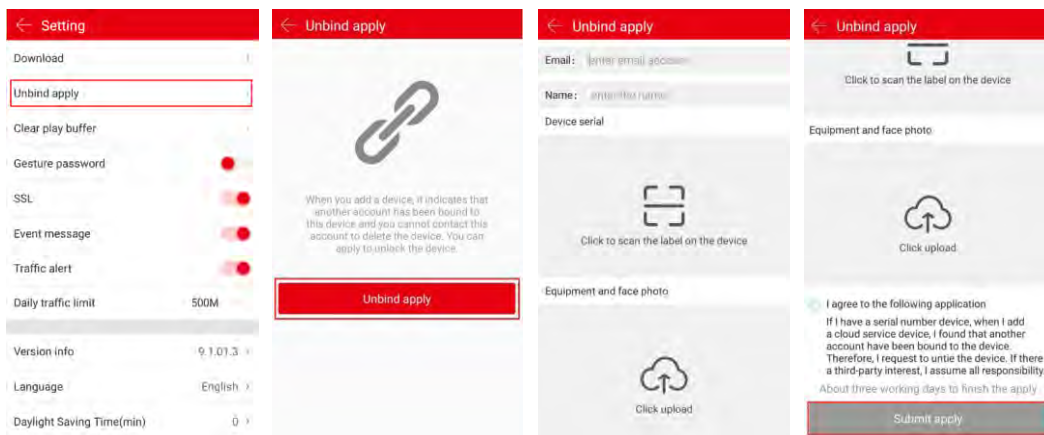 Setting
Download
Unbind apply
Clear play buffer
Gesture password
SSL
Event message
Traffic alert
Daily traffic limit 500M
Version info 9.1.01.3
Language English
Daylight Saving Time(min) 0
Unbind apply
When you add a device, it indicates that
another account has been bound to
this device and you cannot contact this
account to delete the device. You can
apply to unlock the device.
Unbind apply
Unbind apply
Email: enter email account
Name: enter the name
Device serial
Click to scan the label on the device
Equipment and face photo
Click upload
Unbind apply
Click to scan the label on the device
Equipment and face photo
Click upload
I agree to the following application
If I have a serial number device, when I add
a cloud service device, I found that another
account have been bound to the device.
Therefore, I request to untie the device. If there
a third-party interest, I assume all responsibility
About three working days to finish the apply
Submit apply